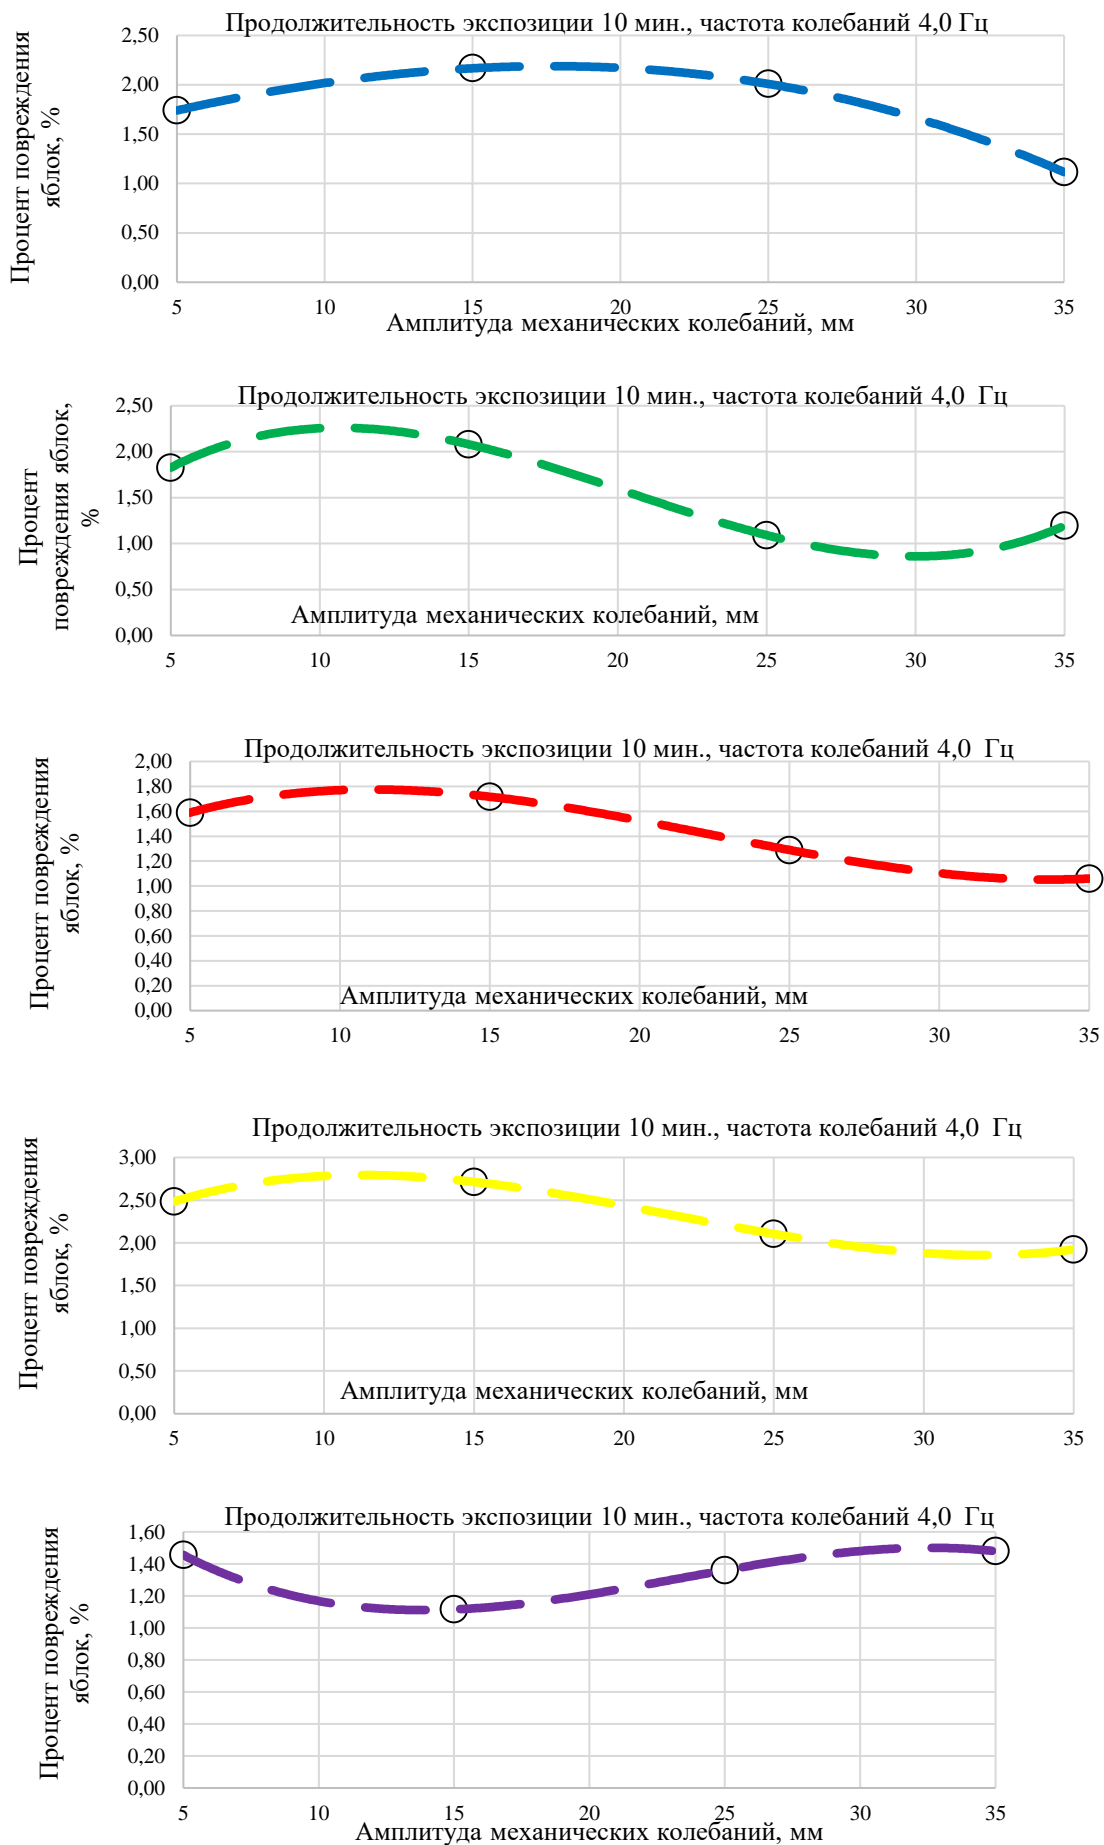 Продолжительность экспозиции 10 мин., частота колебаний 4,0 Гц
Процент повреждения
яблок, %
2,50
2,00
1,50
1,00
0,50
0,00
5 10 15 20 25 30 35
Амплитуда механических колебаний, мм
Продолжительность экспозиции 10 мин., частота колебаний 4,0 Гц
Процент
повреждения яблок,
%
2,50
2,00
1,50
1,00
0,50
0,00
Амплитуда механических колебаний, мм
5 10 15 20 25 30 35
Продолжительность экспозиции 10 мин., частота колебаний 4,0 Гц
Процент повреждения
яблок, %
2,00
1,80
1,60
1,40
1,20
1,00
0,80
0,60
0,40
0,20
0,00
Амплитуда механических колебаний, мм
5 10 15 20 25 30 35
Продолжительность экспозиции 10 мин., частота колебаний 4,0 Гц
Процент повреждения
яблок, %
3,00
2,50
2,00
1,50
1,00
0,50
0,00
Амплитуда механических колебаний, мм
5 10 15 20 25 30 35
Продолжительность экспозиции 10 мин., частота колебаний 4,0 Гц
Процент повреждения
яблок, %
1,60
1,40
1,20
1,00
0,80
0,60
0,40
0,20
0,00
5 10 15 20 25 30 35
Амплитуда механических колебаний, мм